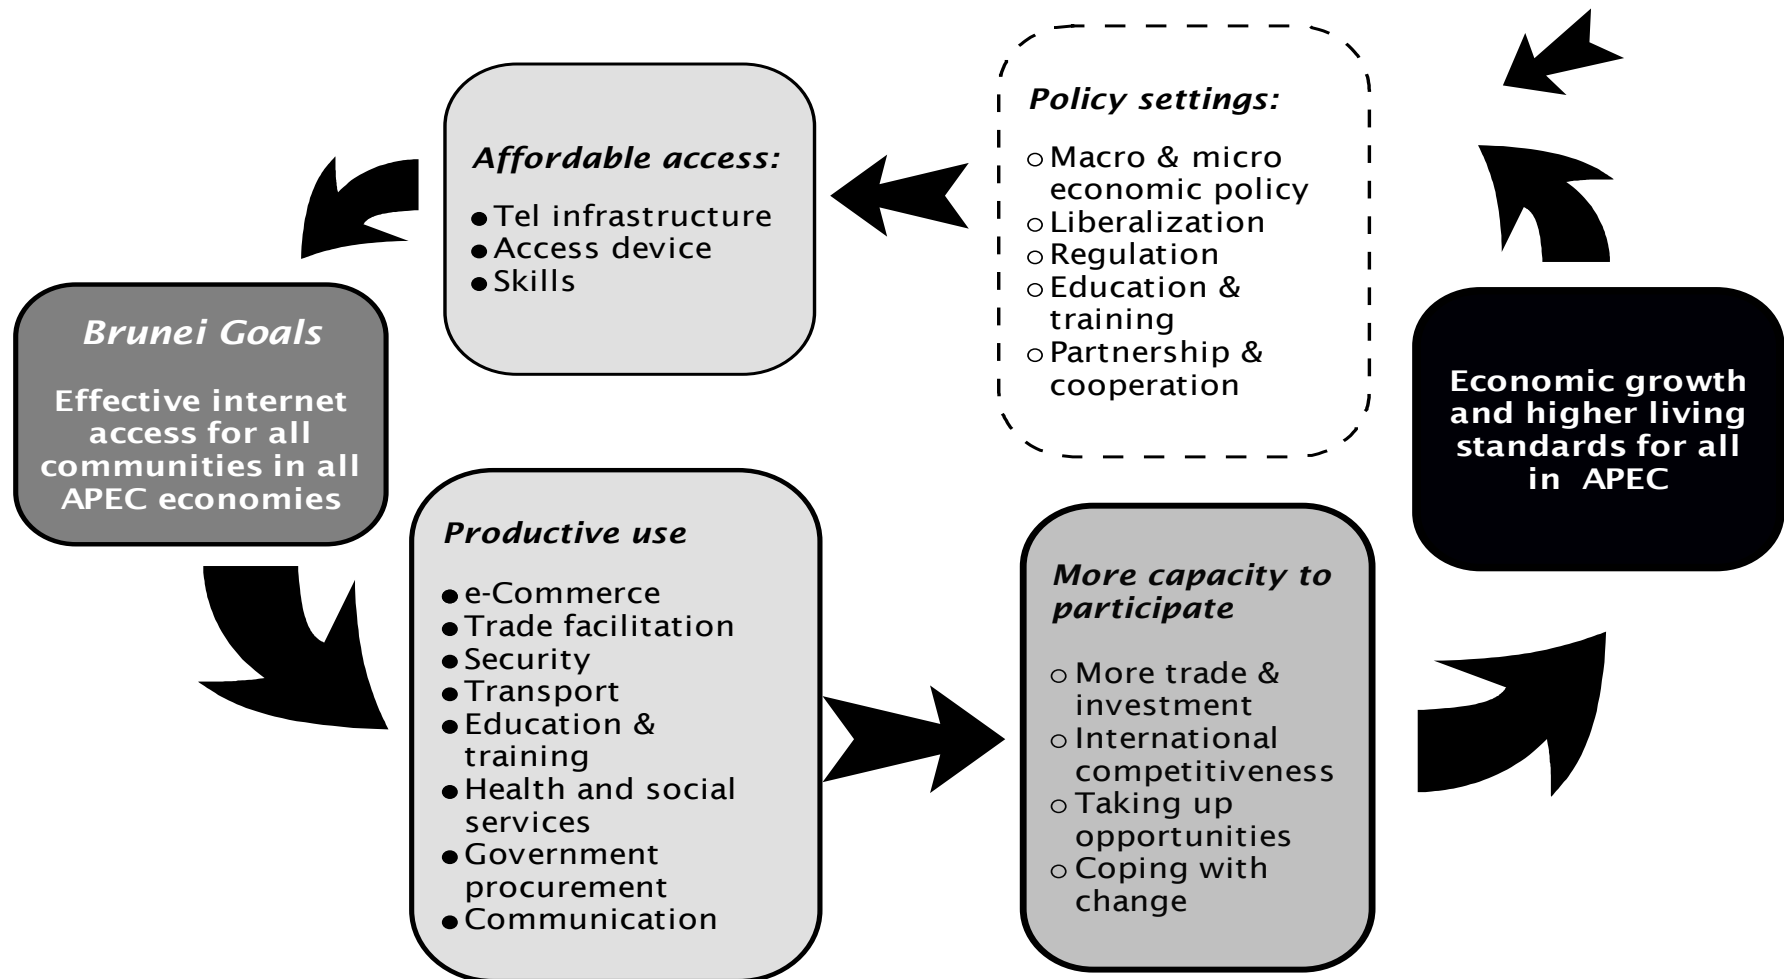 Policy settings:
○ Macro & micro
economic policy
○ Liberalization
○ Regulation
○ Education &
training
○ Partnership &
cooperation
Affordable access:
● Tel infrastructure
● Access device
● Skills
Brunei Goals
Effective internet
access for all
communities in all
APEC economies
Productive use
● e-Commerce
● Trade facilitation
● Security
● Transport
● Education &
training
● Health and social
services
● Government
procurement
● Communication
More capacity to
participate
○ More trade &
investment
○ International
competitiveness
○ Taking up
opportunities
○ Coping with
change
Economic growth
and higher living
standards for all
in APEC